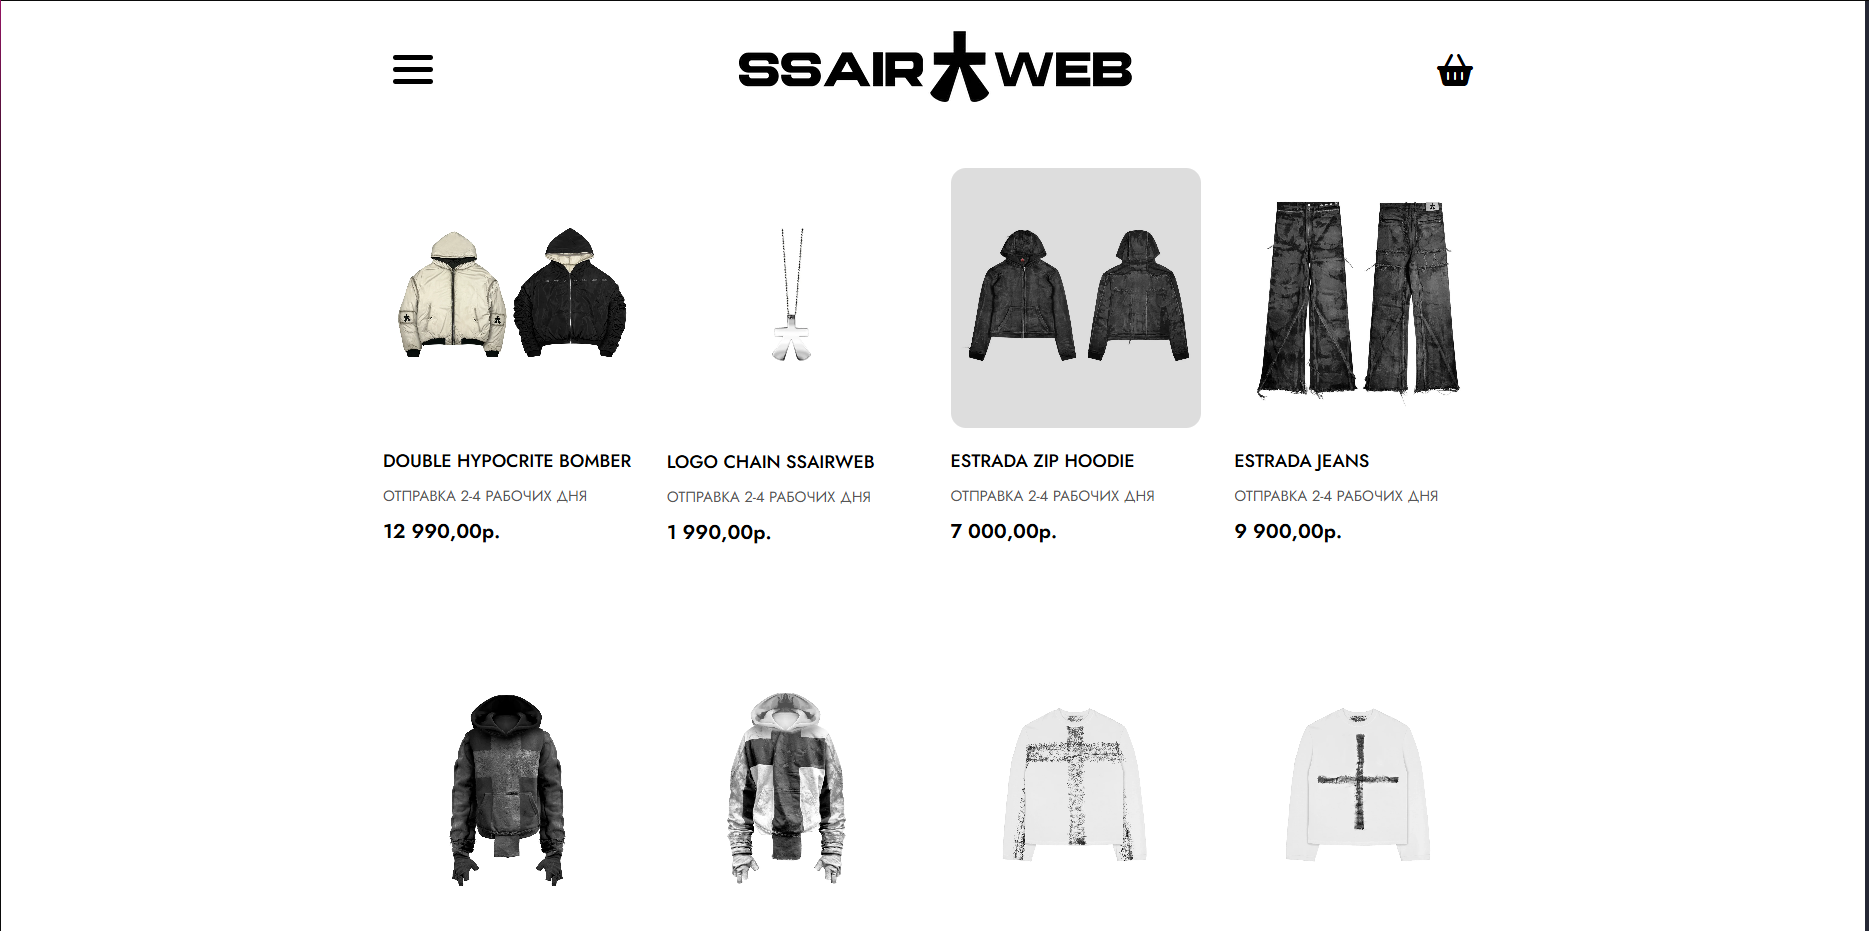 SSAIR WEB
DOUBLE HYPOCRITE BOMBER
ОТПРАВКА 2-4 РАБОЧИХ ДНЯ
12 990,00р.
LOGO CHAIN SSAIRWEB
ОТПРАВКА 2-4 РАБОЧИХ ДНЯ
1 990,00р.
ESTRADA ZIP HOODIE
ОТПРАВКА 2-4 РАБОЧИХ ДНЯ
7 000,00р.
ESTRADA JEANS
ОТПРАВКА 2-4 РАБОЧИХ ДНЯ
9 900,00р.